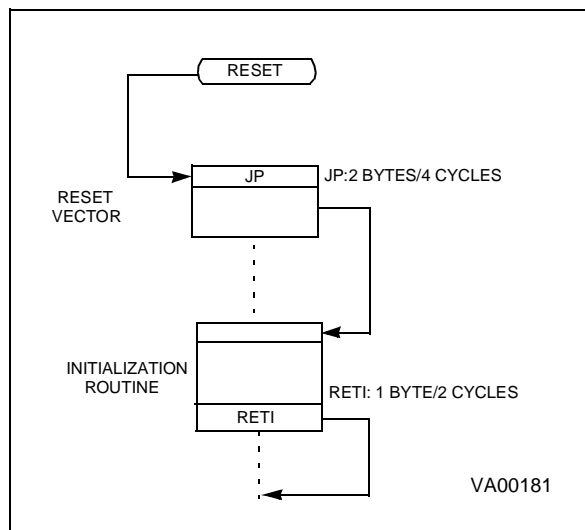 RESET
JP
JP:2 BYTES/4 CYCLES
RESET
VECTOR
INITIALIZATION
ROUTINE
RETI: 1 BYTE/2 CYCLES
RETI
VA00181